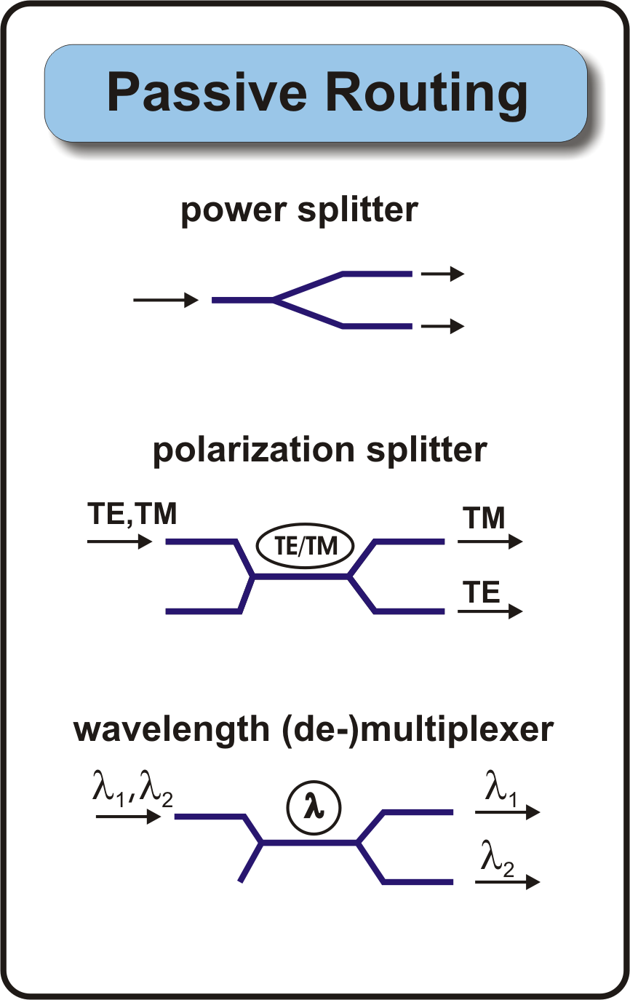 Passive Routing
power splitter
polarization splitter
TE,TM
TE/TM
TM
TE
wavelength (de-)multiplexer
λ₁,λ₂
λ
λ₁
λ₂